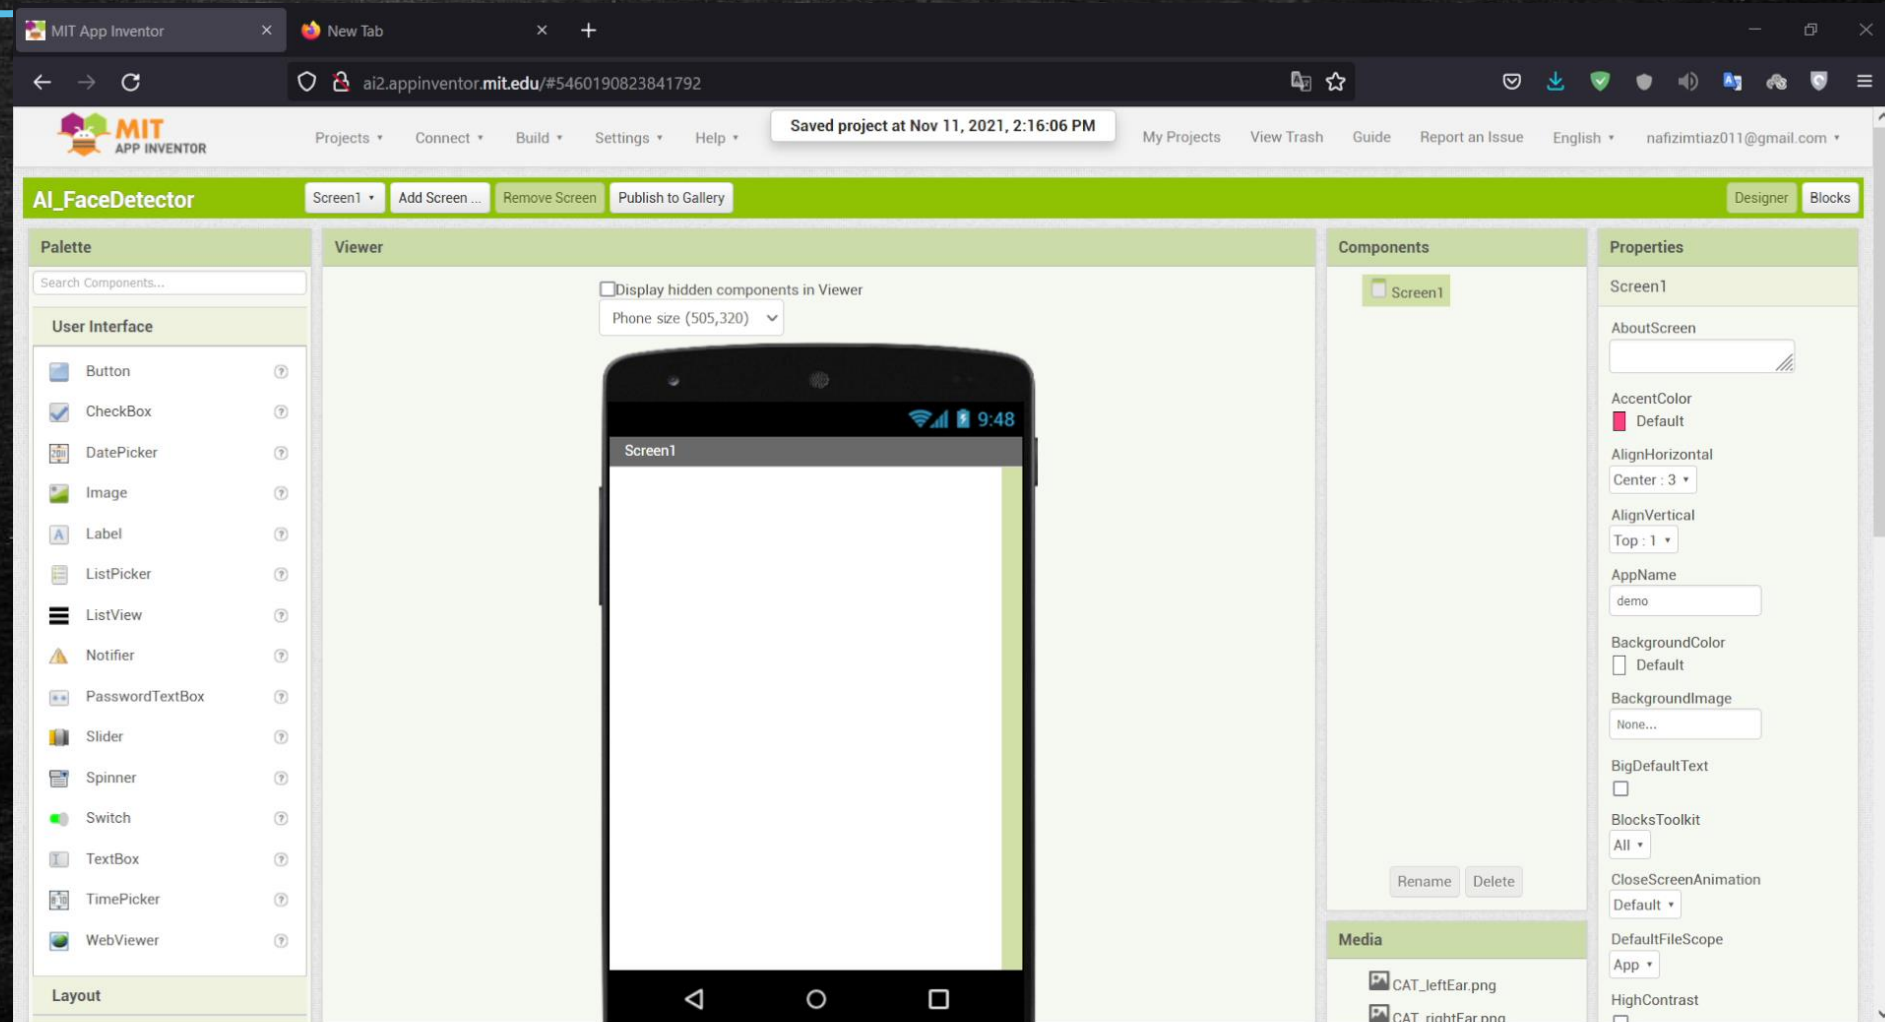 MIT App Inventor
New Tab
ai2.appinventor.mit.edu/#5460190823841792
MIT
APP INVENTOR
Projects
Connect
Build
Settings
Help
Saved project at Nov 11, 2021, 2:16:06 PM
My Projects
View Trash
Guide
Report an Issue
English
nafizimtiaz011@gmail.com
AI_FaceDetector
Screen1
Add Screen ...
Remove Screen
Publish to Gallery
Designer
Blocks
Palette
Search Components...
User Interface
Button
CheckBox
DatePicker
Image
Label
ListPicker
ListView
Notifier
PasswordTextBox
Slider
Spinner
Switch
TextBox
TimePicker
WebViewer
Layout
Viewer
Display hidden components in Viewer
Phone size (505,320)
9:48
Screen1
Components
Screen1
Rename
Delete
Media
CAT_leftEar.png
CAT_rightEar.png
Properties
Screen1
AboutScreen
AccentColor
Default
AlignHorizontal
Center : 3
AlignVertical
Top : 1
AppName
demo
BackgroundColor
Default
BackgroundImage
None...
BigDefaultText
BlocksToolkit
All
CloseScreenAnimation
Default
DefaultFileScope
App
HighContrast